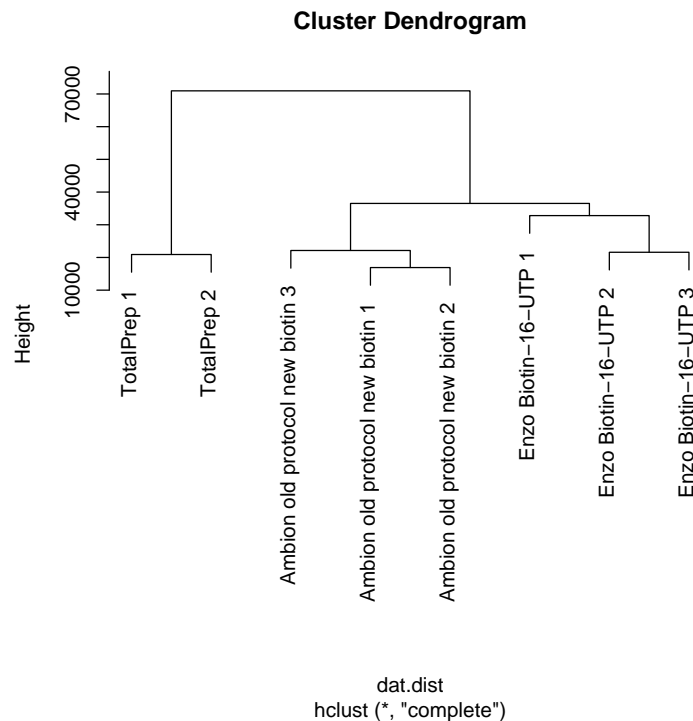 Cluster Dendrogram
Height
70000
40000
10000
TotalPrep 1
TotalPrep 2
Ambion old protocol new biotin 3
Ambion old protocol new biotin 1
Ambion old protocol new biotin 2
Enzo Biotin−16−UTP 1
Enzo Biotin−16−UTP 2
Enzo Biotin−16−UTP 3
dat.dist
hclust (*, "complete")